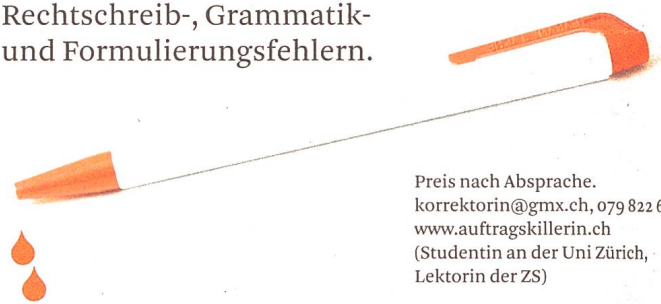 Rechtschreib-, Grammatik-
und Formulierungsfehlern.
Preis nach Absprache.
korrektorin@gmx.ch, 079 822 6
www.auftragskillerin.ch
(Studentin an der Uni Zürich,
Lektorin der ZS)